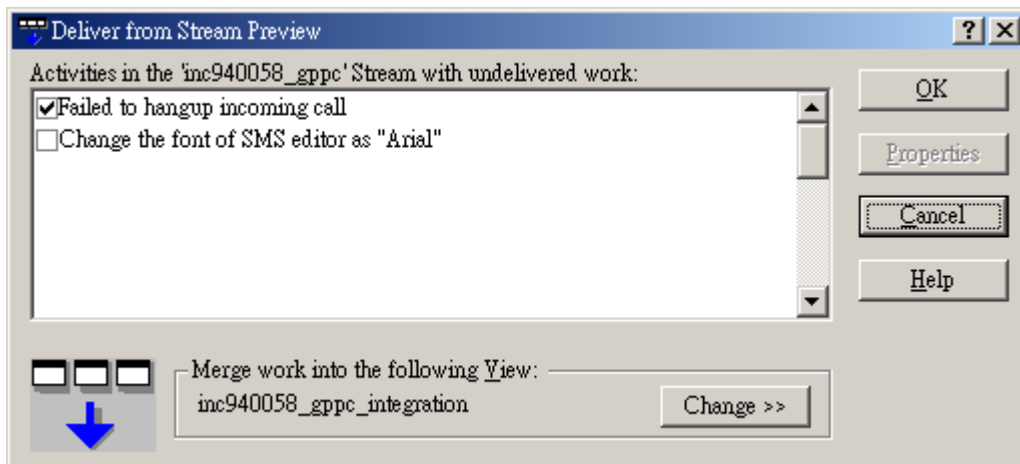 Deliver from Stream Preview
Activities in the 'inc940058_gppc' Stream with undelivered work:
Failed to hangup incoming call
Change the font of SMS editor as "Arial"
OK
Properties
Cancel
Help
Merge work into the following View:
inc940058_gppc_integration
Change >>